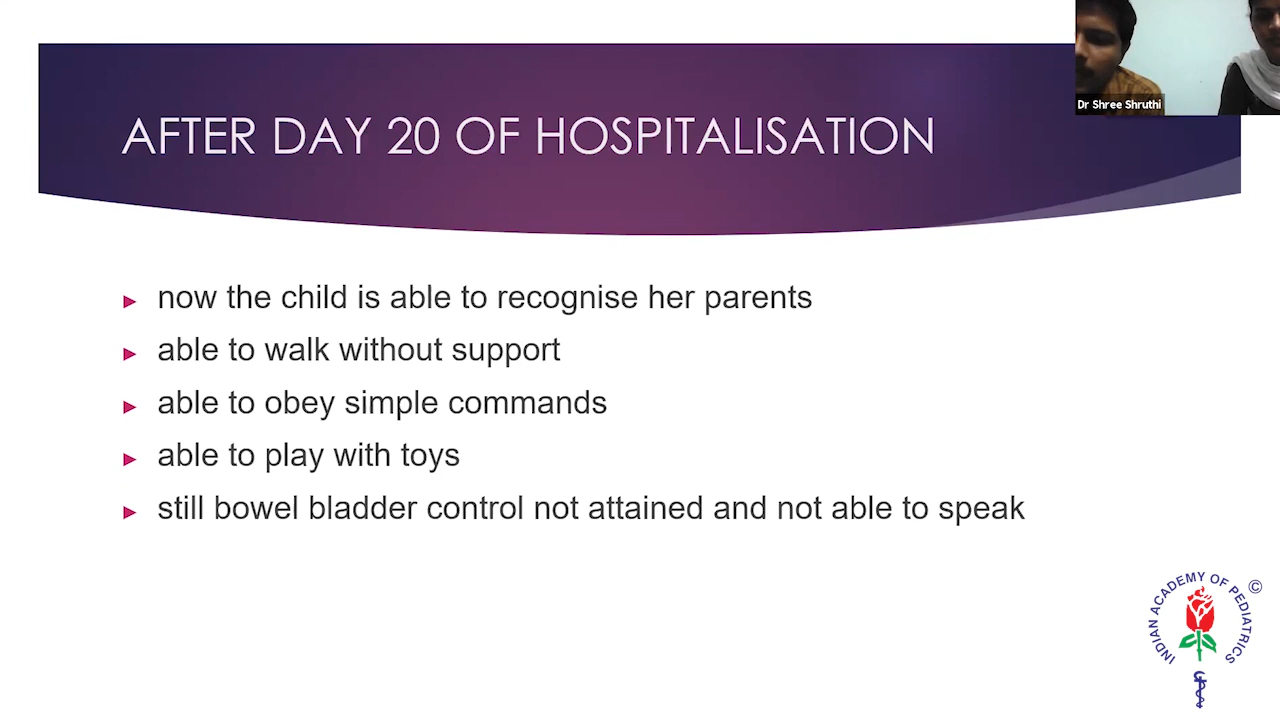 Dr Shree Shruthi
AFTER DAY 20 OF HOSPITALISATION
now the child is able to recognise her parents
able to walk without support
able to obey simple commands
able to play with toys
still bowel bladder control not attained and not able to speak
INDIAN ACADEMY OF PEDIATRICS
©